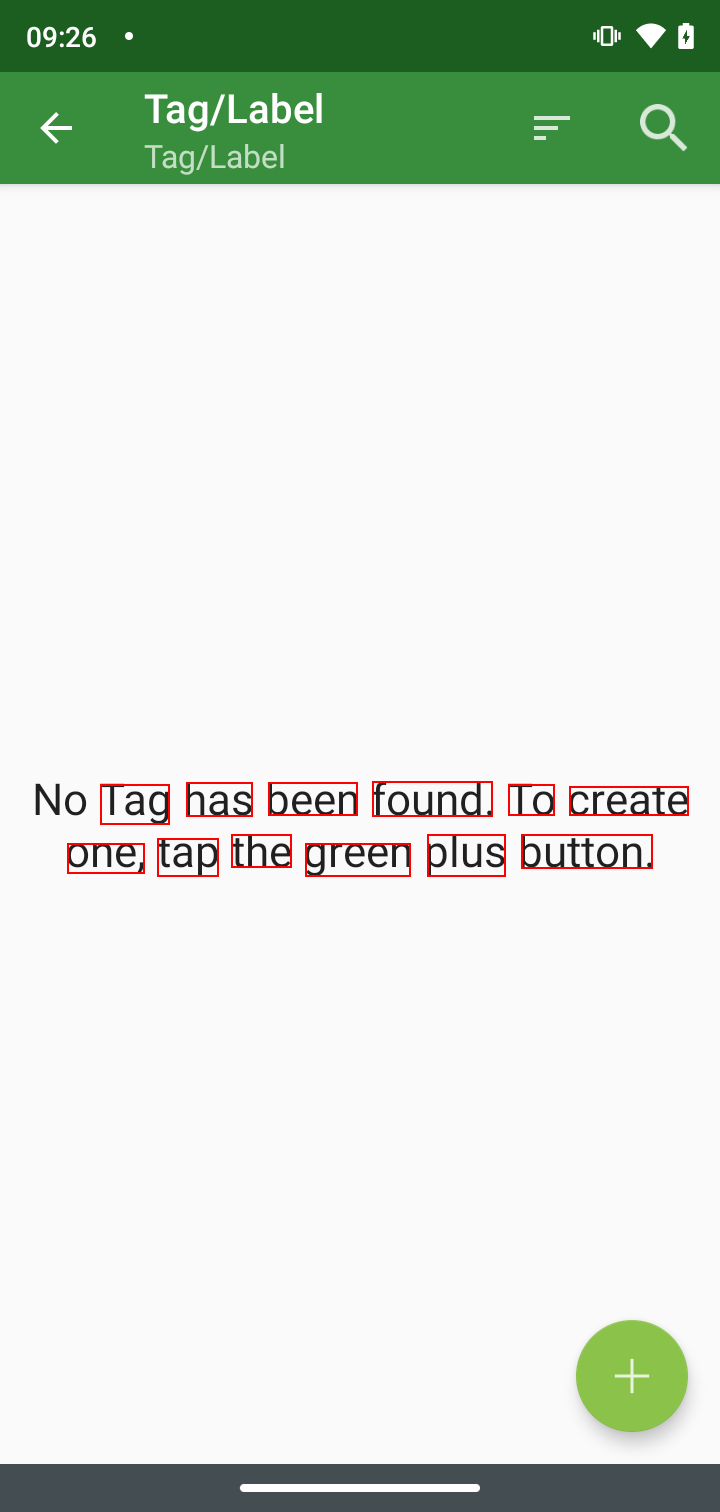 09:26
Tag/Label
Tag/Label
No Tag has been found. To create
one, tap the green plus button.